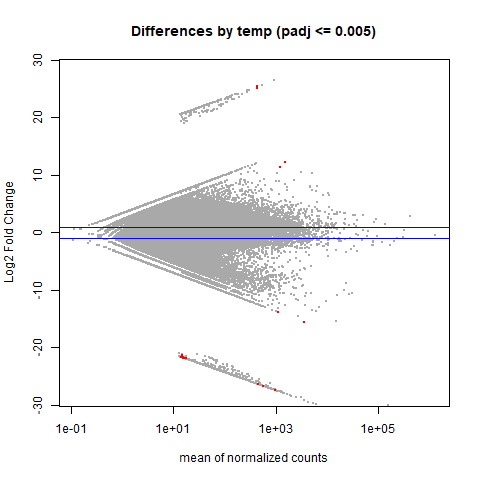 Differences by temp (padj <= 0.005)
Log2 Fold Change
30
20
10
0
-10
-20
-30
1e-01
1e+01
1e+03
1e+05
mean of normalized counts